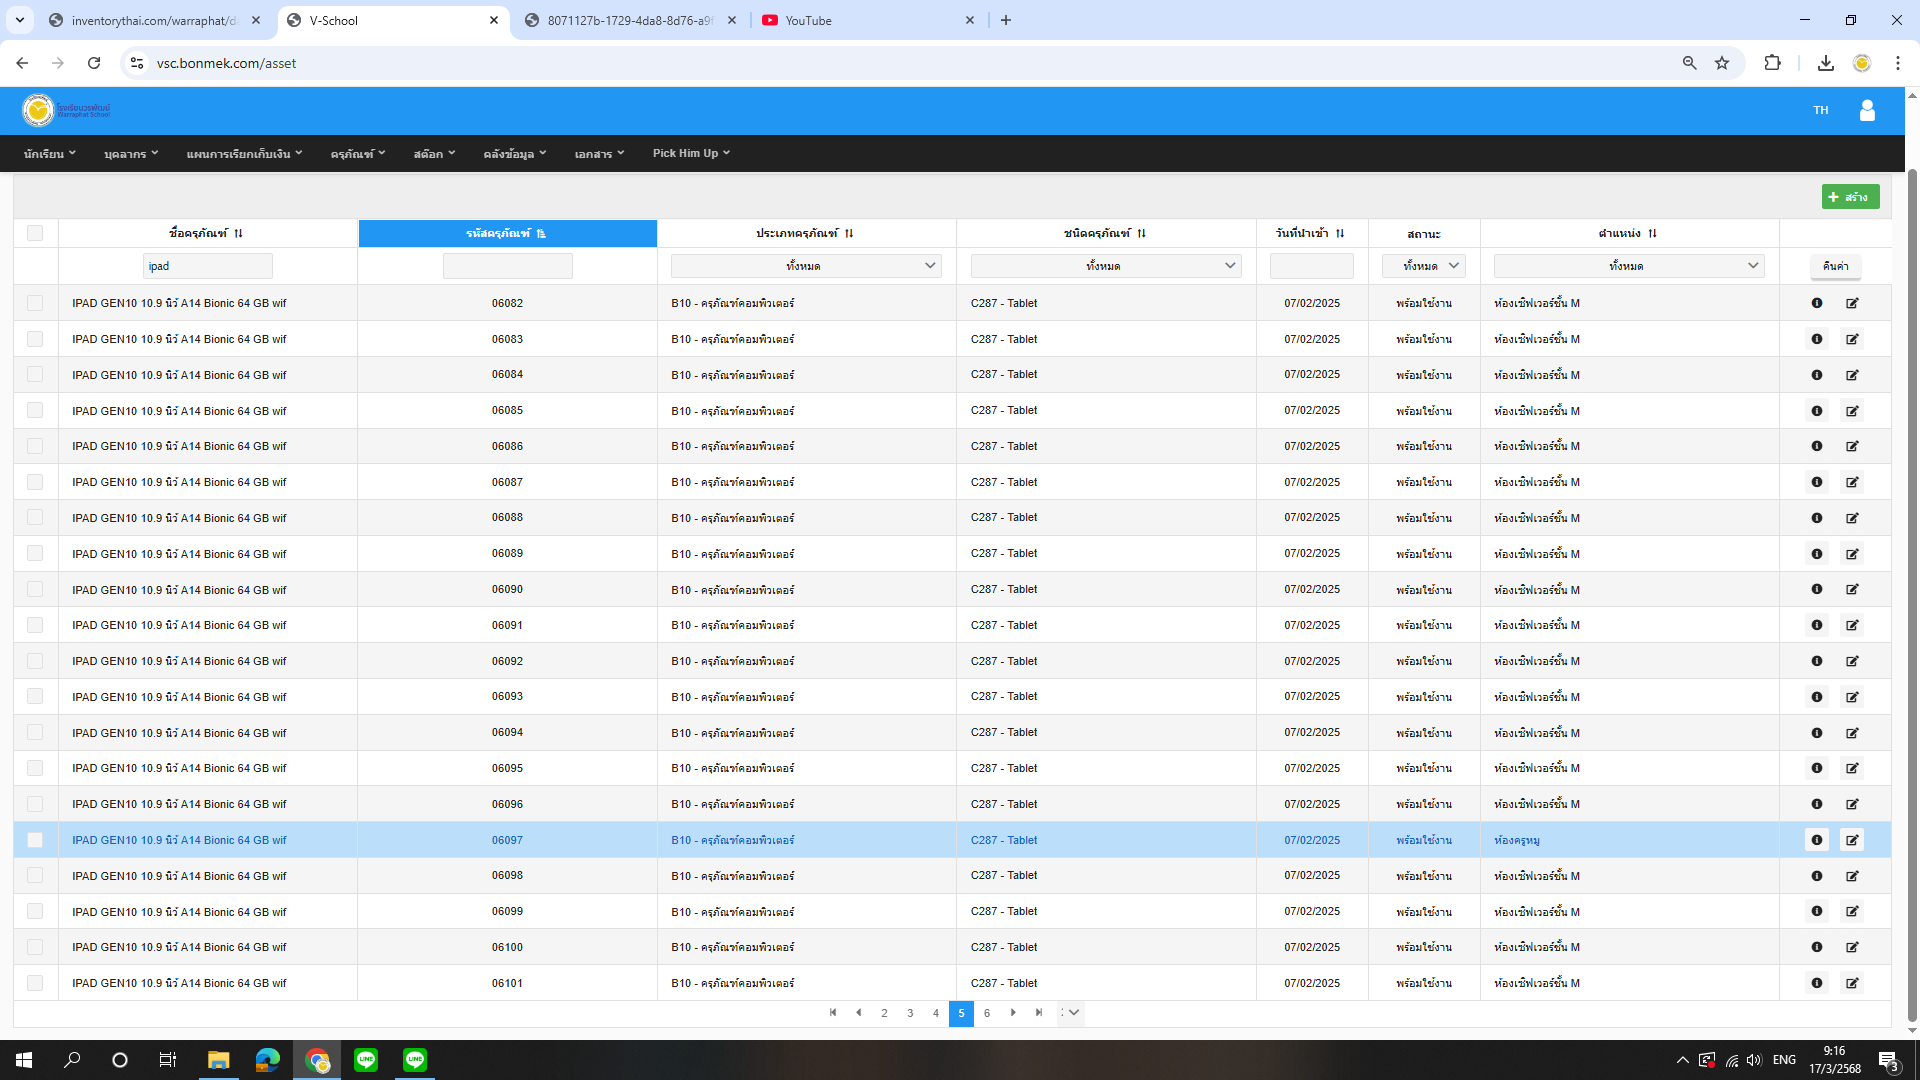 inventorythai.com/warraphat/d
V-School
8071127b-1729-4da8-8d76-a9f
YouTube
vsc.bonmek.com/asset
โรงเรียนวรพัฒน์
Warraphat School
TH
นักเรียน บุคลากร แผนการเรียกเก็บเงิน ครุภัณฑ์ สต๊อก คลังข้อมูล เอกสาร Pick Him Up
สร้าง
ชื่อครุภัณฑ์ รหัสครุภัณฑ์ ประเภทครุภัณฑ์ ชนิดครุภัณฑ์ วันที่นำเข้า สถานะ ตำแหน่ง
ipad ทั้งหมด ทั้งหมด ทั้งหมด ทั้งหมด คืนค่า
IPAD GEN10 10.9 นิ้ว A14 Bionic 64 GB wif 06082 B10 - ครุภัณฑ์คอมพิวเตอร์ C287 - Tablet 07/02/2025 พร้อมใช้งาน ห้องเซิฟเวอร์ชั้น M
IPAD GEN10 10.9 นิ้ว A14 Bionic 64 GB wif 06083 B10 - ครุภัณฑ์คอมพิวเตอร์ C287 - Tablet 07/02/2025 พร้อมใช้งาน ห้องเซิฟเวอร์ชั้น M
IPAD GEN10 10.9 นิ้ว A14 Bionic 64 GB wif 06084 B10 - ครุภัณฑ์คอมพิวเตอร์ C287 - Tablet 07/02/2025 พร้อมใช้งาน ห้องเซิฟเวอร์ชั้น M
IPAD GEN10 10.9 นิ้ว A14 Bionic 64 GB wif 06085 B10 - ครุภัณฑ์คอมพิวเตอร์ C287 - Tablet 07/02/2025 พร้อมใช้งาน ห้องเซิฟเวอร์ชั้น M
IPAD GEN10 10.9 นิ้ว A14 Bionic 64 GB wif 06086 B10 - ครุภัณฑ์คอมพิวเตอร์ C287 - Tablet 07/02/2025 พร้อมใช้งาน ห้องเซิฟเวอร์ชั้น M
IPAD GEN10 10.9 นิ้ว A14 Bionic 64 GB wif 06087 B10 - ครุภัณฑ์คอมพิวเตอร์ C287 - Tablet 07/02/2025 พร้อมใช้งาน ห้องเซิฟเวอร์ชั้น M
IPAD GEN10 10.9 นิ้ว A14 Bionic 64 GB wif 06088 B10 - ครุภัณฑ์คอมพิวเตอร์ C287 - Tablet 07/02/2025 พร้อมใช้งาน ห้องเซิฟเวอร์ชั้น M
IPAD GEN10 10.9 นิ้ว A14 Bionic 64 GB wif 06089 B10 - ครุภัณฑ์คอมพิวเตอร์ C287 - Tablet 07/02/2025 พร้อมใช้งาน ห้องเซิฟเวอร์ชั้น M
IPAD GEN10 10.9 นิ้ว A14 Bionic 64 GB wif 06090 B10 - ครุภัณฑ์คอมพิวเตอร์ C287 - Tablet 07/02/2025 พร้อมใช้งาน ห้องเซิฟเวอร์ชั้น M
IPAD GEN10 10.9 นิ้ว A14 Bionic 64 GB wif 06091 B10 - ครุภัณฑ์คอมพิวเตอร์ C287 - Tablet 07/02/2025 พร้อมใช้งาน ห้องเซิฟเวอร์ชั้น M
IPAD GEN10 10.9 นิ้ว A14 Bionic 64 GB wif 06092 B10 - ครุภัณฑ์คอมพิวเตอร์ C287 - Tablet 07/02/2025 พร้อมใช้งาน ห้องเซิฟเวอร์ชั้น M
IPAD GEN10 10.9 นิ้ว A14 Bionic 64 GB wif 06093 B10 - ครุภัณฑ์คอมพิวเตอร์ C287 - Tablet 07/02/2025 พร้อมใช้งาน ห้องเซิฟเวอร์ชั้น M
IPAD GEN10 10.9 นิ้ว A14 Bionic 64 GB wif 06094 B10 - ครุภัณฑ์คอมพิวเตอร์ C287 - Tablet 07/02/2025 พร้อมใช้งาน ห้องเซิฟเวอร์ชั้น M
IPAD GEN10 10.9 นิ้ว A14 Bionic 64 GB wif 06095 B10 - ครุภัณฑ์คอมพิวเตอร์ C287 - Tablet 07/02/2025 พร้อมใช้งาน ห้องเซิฟเวอร์ชั้น M
IPAD GEN10 10.9 นิ้ว A14 Bionic 64 GB wif 06096 B10 - ครุภัณฑ์คอมพิวเตอร์ C287 - Tablet 07/02/2025 พร้อมใช้งาน ห้องเซิฟเวอร์ชั้น M
IPAD GEN10 10.9 นิ้ว A14 Bionic 64 GB wif 06097 B10 - ครุภัณฑ์คอมพิวเตอร์ C287 - Tablet 07/02/2025 พร้อมใช้งาน ห้องครูหมู
IPAD GEN10 10.9 นิ้ว A14 Bionic 64 GB wif 06098 B10 - ครุภัณฑ์คอมพิวเตอร์ C287 - Tablet 07/02/2025 พร้อมใช้งาน ห้องเซิฟเวอร์ชั้น M
IPAD GEN10 10.9 นิ้ว A14 Bionic 64 GB wif 06099 B10 - ครุภัณฑ์คอมพิวเตอร์ C287 - Tablet 07/02/2025 พร้อมใช้งาน ห้องเซิฟเวอร์ชั้น M
IPAD GEN10 10.9 นิ้ว A14 Bionic 64 GB wif 06100 B10 - ครุภัณฑ์คอมพิวเตอร์ C287 - Tablet 07/02/2025 พร้อมใช้งาน ห้องเซิฟเวอร์ชั้น M
IPAD GEN10 10.9 นิ้ว A14 Bionic 64 GB wif 06101 B10 - ครุภัณฑ์คอมพิวเตอร์ C287 - Tablet 07/02/2025 พร้อมใช้งาน ห้องเซิฟเวอร์ชั้น M
2 3 4 5 6
LINE LINE
ENG
9:16
17/3/2568
3